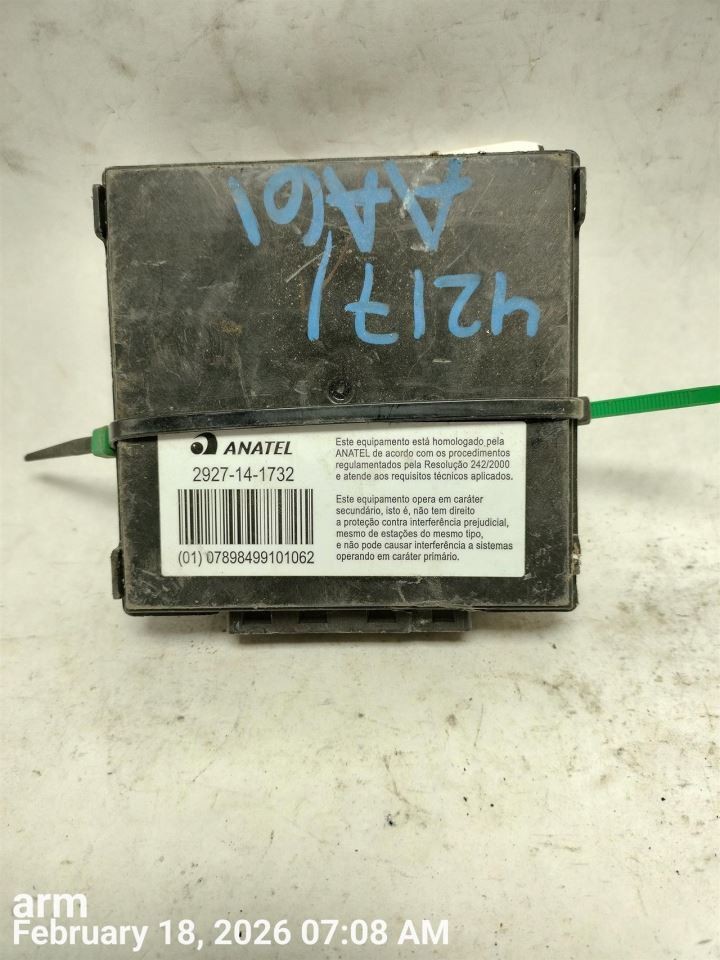 4217/
AA61
ANATEL
2927-14-1732
(01) 07898499101062
Este equipamento está homologado pela
ANATEL de acordo com os procedimentos
regulamentados pela Resolução 242/2000
e atende aos requisitos técnicos aplicados.
Este equipamento opera em caráter
secundário, isto é, não tem direito
a proteção contra interferência prejudicial,
mesmo de estações do mesmo tipo,
e não pode causar interferência a sistemas
operando em caráter primário.
arm
February 18, 2026 07:08 AM